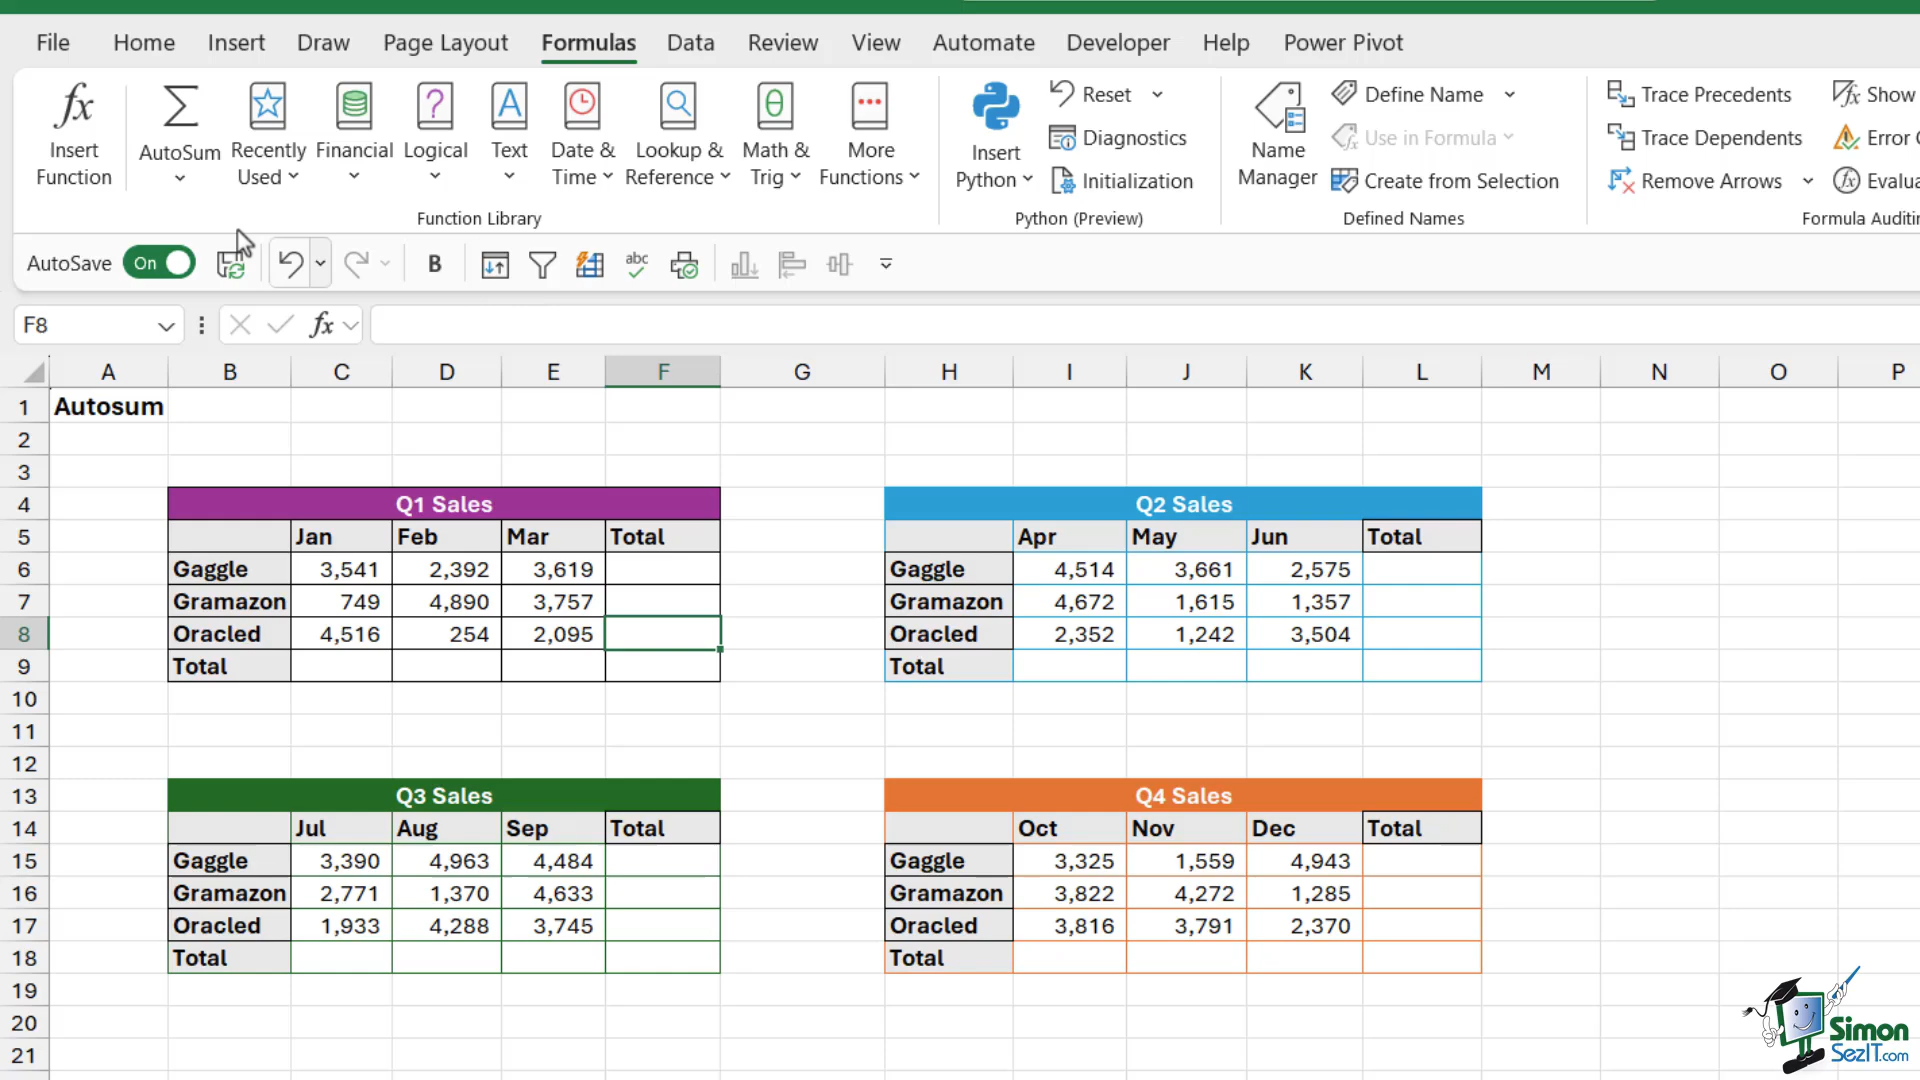 File Home Insert Draw Page Layout Formulas Data Review View Automate Developer Help Power Pivot
Insert Function
AutoSum
Recently Used
Financial
Logical
Text
Date & Time
Lookup & Reference
Math & Trig
More Functions
Function Library
Insert Python
Reset
Diagnostics
Initialization
Python (Preview)
Name Manager
Define Name
Use in Formula
Create from Selection
Defined Names
Trace Precedents
Trace Dependents
Remove Arrows
Show
Error
Evalua
Formula Auditin
AutoSave On B abc
F8 fx
A B C D E F G H I J K L M N O P
1 Autosum
2
3
4 Q1 Sales Q2 Sales
5 Jan Feb Mar Total Apr May Jun Total
6 Gaggle 3,541 2,392 3,619 Gaggle 4,514 3,661 2,575
7 Gramazon 749 4,890 3,757 Gramazon 4,672 1,615 1,357
8 Oracled 4,516 254 2,095 Oracled 2,352 1,242 3,504
9 Total Total
10
11
12
13 Q3 Sales Q4 Sales
14 Jul Aug Sep Total Oct Nov Dec Total
15 Gaggle 3,390 4,963 4,484 Gaggle 3,325 1,559 4,943
16 Gramazon 2,771 1,370 4,633 Gramazon 3,822 4,272 1,285
17 Oracled 1,933 4,288 3,745 Oracled 3,816 3,791 2,370
18 Total Total
19
20
21
Simon
SezIT.com